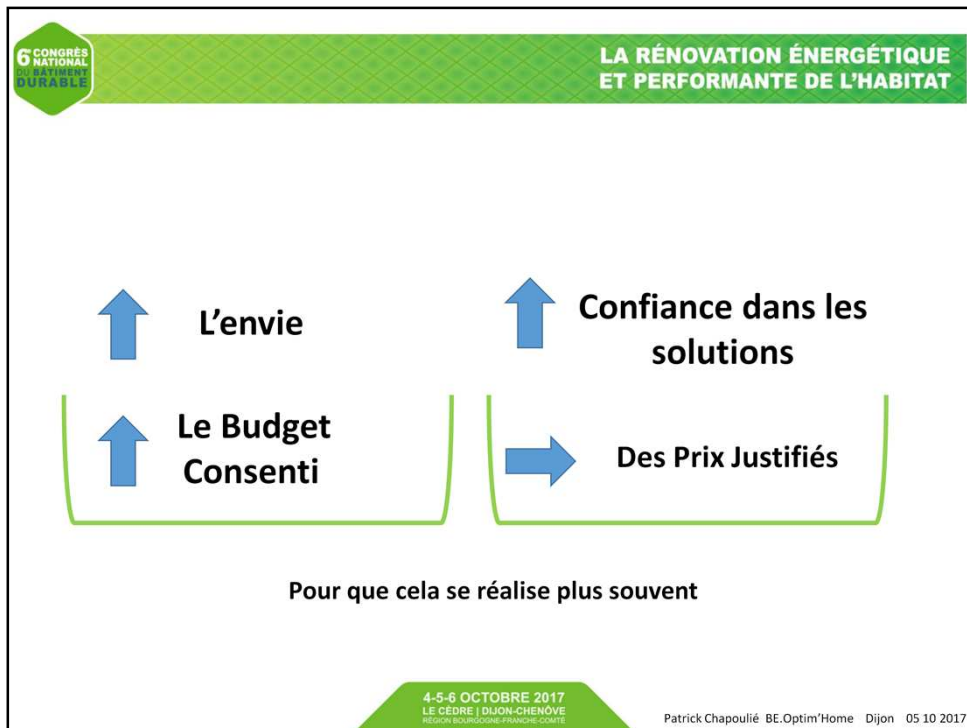 6e CONGRÈS
NATIONAL
DU BÂTIMENT
DURABLE
LA RÉNOVATION ÉNERGÉTIQUE
ET PERFORMANTE DE L'HABITAT
L'envie
Le Budget
Consenti
Confiance dans les
solutions
Des Prix Justifiés
Pour que cela se réalise plus souvent
4-5-6 OCTOBRE 2017
LE CÈDRE | DIJON-CHENÔVE
RÉGION BOURGOGNE-FRANCHE-COMTÉ
Patrick Chapoulié BE.Optim'Home Dijon 05 10 2017